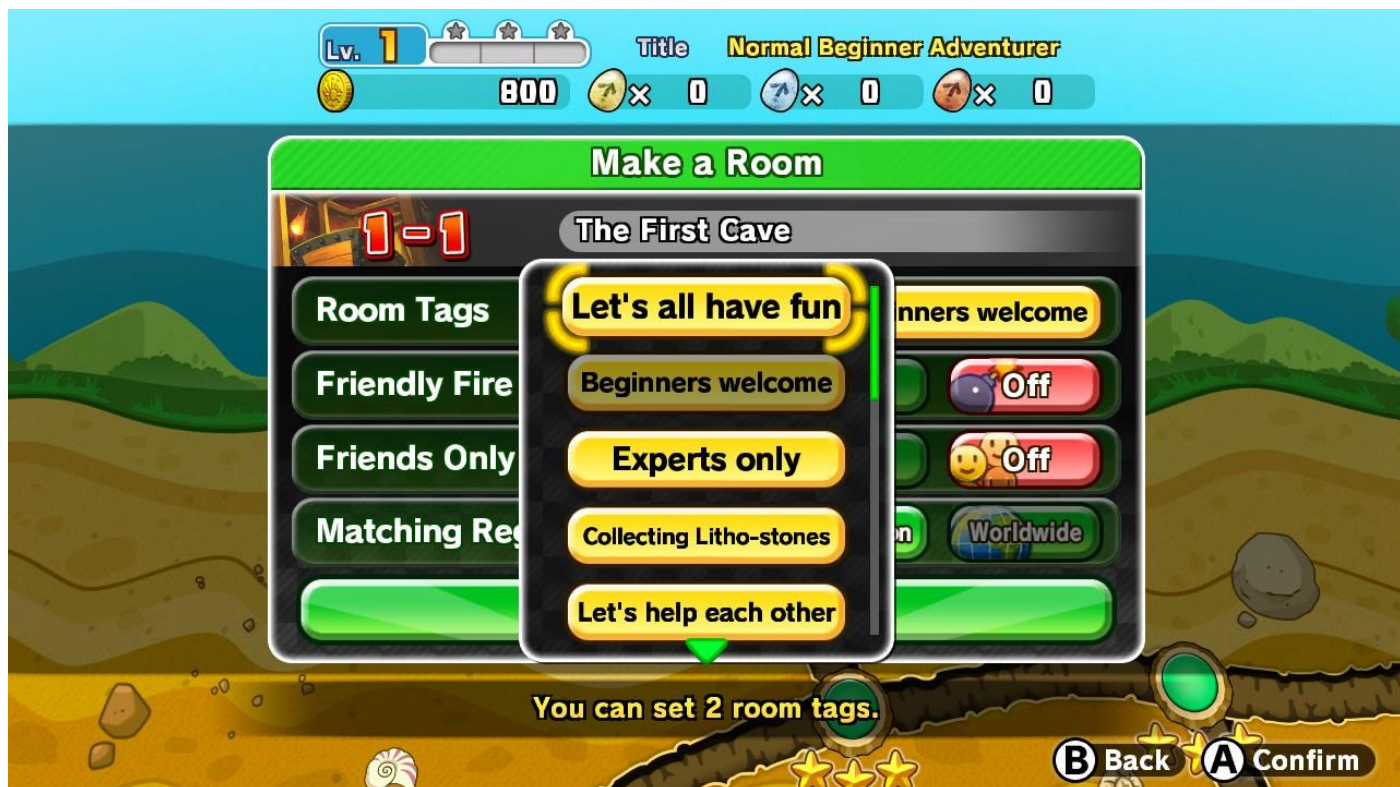 Lv. 1
Title Normal Beginner Adventurer
800 × 0 × 0 × 0
Make a Room
1-1 The First Cave
Room Tags
Let's all have fun
nners welcome
Beginners welcome
Friendly Fire
Off
Experts only
Friends Only
Off
Collecting Litho-stones
Matching Reg
on
Worldwide
Let's help each other
You can set 2 room tags.
B Back A Confirm